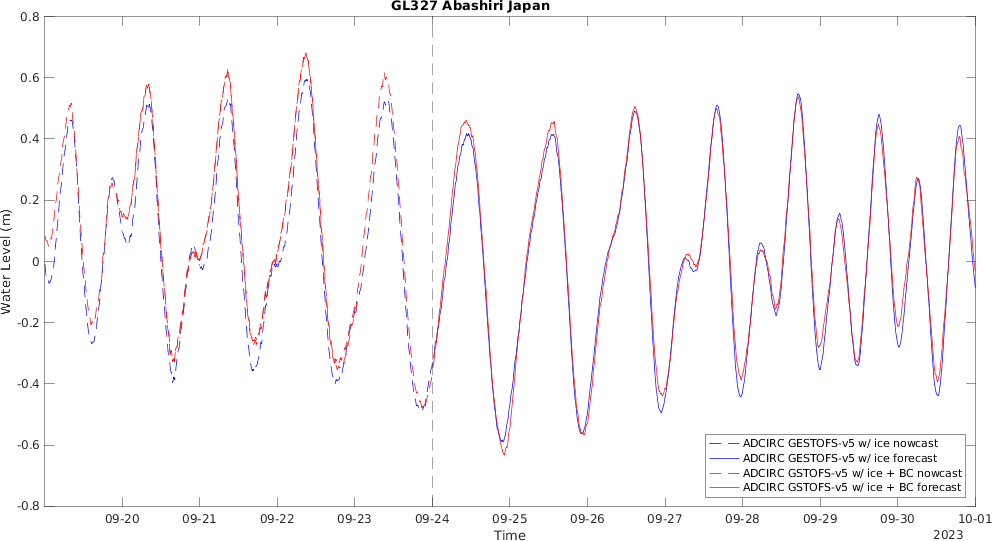 GL327 Abashiri Japan
0.8
0.6
0.4
0.2
0
-0.2
-0.4
-0.6
-0.8
Water Level (m)
ADCIRC GESTOFS-v5 w/ ice nowcast
ADCIRC GESTOFS-v5 w/ ice forecast
ADCIRC GSTOFS-v5 w/ ice + BC nowcast
ADCIRC GSTOFS-v5 w/ ice + BC forecast
09-20 09-21 09-22 09-23 09-24 09-25 09-26 09-27 09-28 09-29 09-30 10-01
Time
2023